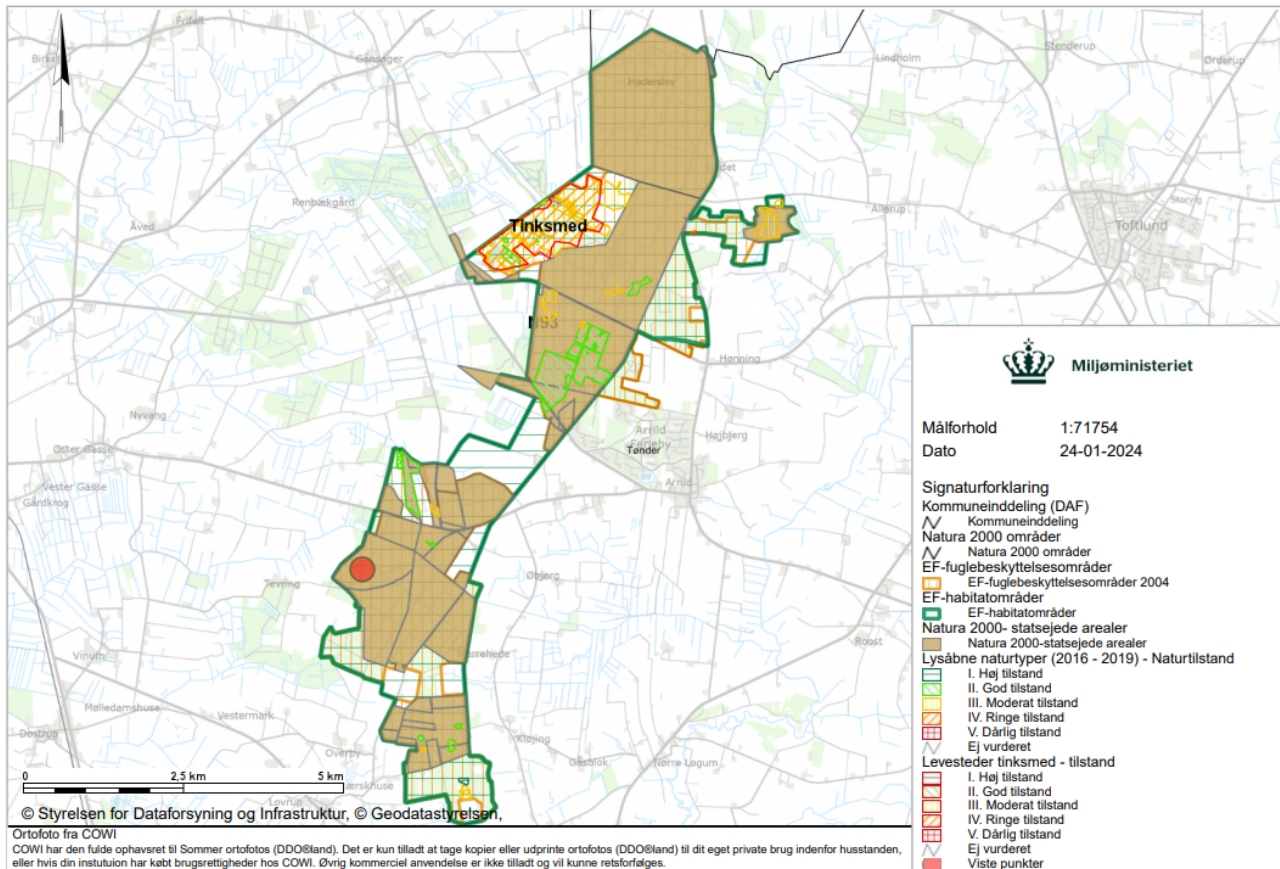 Birke
Frifelt
Gånsager
Haderslev
Lindholm
Stenderup
Ørderup
Renbækgård
Åved
Tinksmed
Allerup
Storvig
Toftlund
N93
Hønning
Nyvang
Øster Gasse
Vester Gasse
Gårdkrog
Arnild
Tønder
Højbjerg
Arnild
Tevring
Øbjerg
Vinum
Roost
Mølledamshuse
Vestermark
Døstrup
Overby
Kløjing
Gasblok
Nørre Løgum
Lovrup
0 2,5 km 5 km
© Styrelsen for Dataforsyning og Infrastruktur, © Geodatastyrelsen,
Ortofoto fra COWI
COWI har den fulde ophavsret til Sommer ortofotos (DDO®land). Det er kun tilladt at tage kopier eller udprinte ortofotos (DDO®land) til dit eget private brug indenfor husstanden,
eller hvis din instutuion har købt brugsrettigheder hos COWI. Øvrig kommerciel anvendelse er ikke tilladt og vil kunne retsforfølges.
Miljøministeriet
Målforhold 1:71754
Dato 24-01-2024
Signaturforklaring
Kommuneinddeling (DAF)
Kommuneinddeling
Natura 2000 områder
Natura 2000 områder
EF-fuglebeskyttelsesområder
EF-fuglebeskyttelsesområder 2004
EF-habitatområder
EF-habitatområder
Natura 2000- statsejede arealer
Natura 2000-statsejede arealer
Lysåbne naturtyper (2016 - 2019) - Naturtilstand
I. Høj tilstand
II. God tilstand
III. Moderat tilstand
IV. Ringe tilstand
V. Dårlig tilstand
Ej vurderet
Levesteder tinksmed - tilstand
I. Høj tilstand
II. God tilstand
III. Moderat tilstand
IV. Ringe tilstand
V. Dårlig tilstand
Ej vurderet
Viste punkter